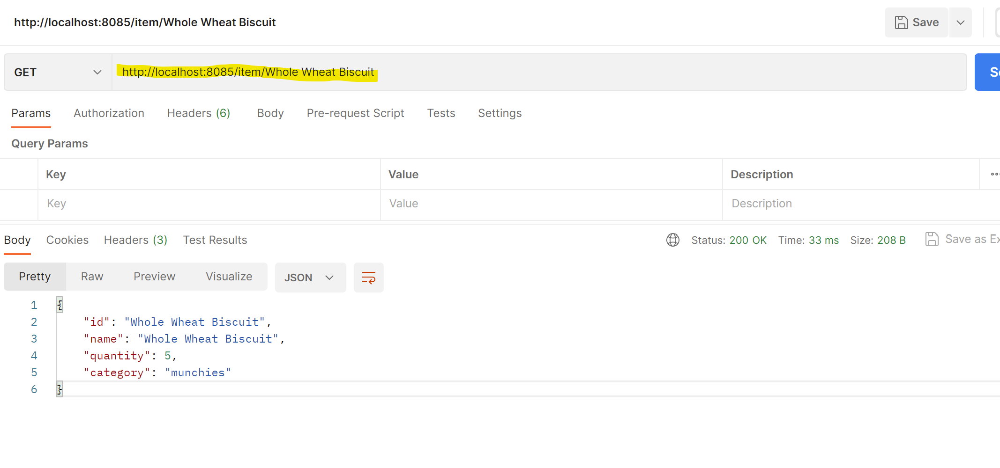 http://localhost:8085/item/Whole Wheat Biscuit
Save
GET http://localhost:8085/item/Whole Wheat Biscuit
Params Authorization Headers (6) Body Pre-request Script Tests Settings
Query Params
Key Value Description
Key Value Description
Body Cookies Headers (3) Test Results Status: 200 OK Time: 33 ms Size: 208 B Save as
Pretty Raw Preview Visualize JSON
1 {
2 "id": "Whole Wheat Biscuit",
3 "name": "Whole Wheat Biscuit",
4 "quantity": 5,
5 "category": "munchies"
6 }